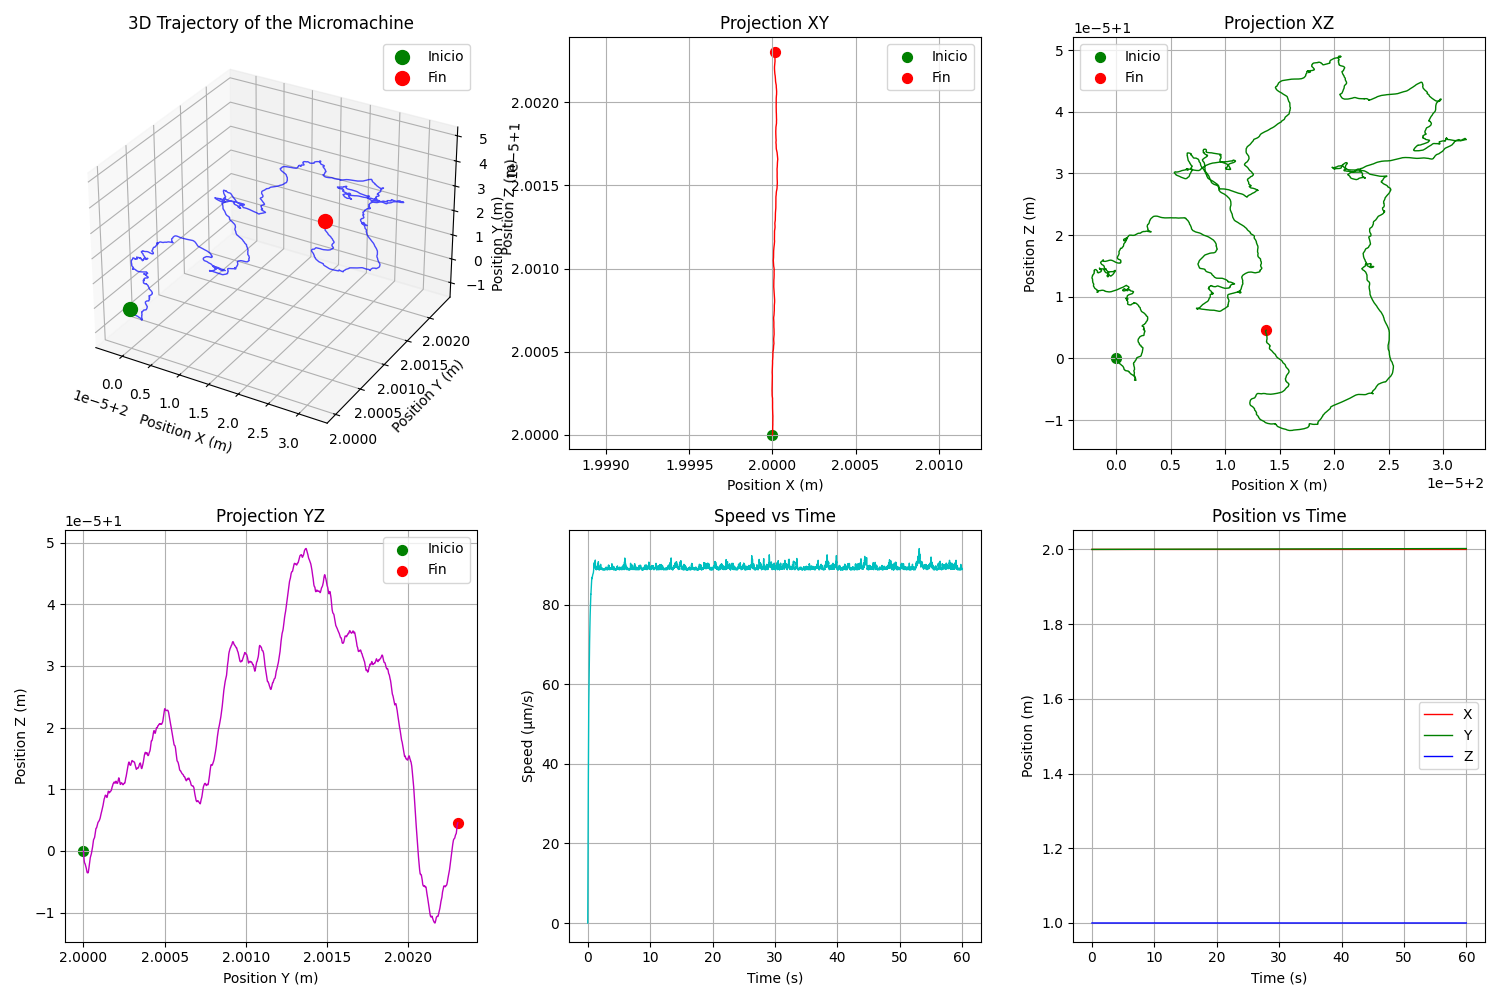 3D Trajectory of the Micromachine
Inicio
Fin
5
4
3
2
1
0
−1
1e−5+1
Position Z (m)
Position Y (m)
0.0
0.5
1.0
1.5
2.0
2.5
3.0
1e−5+2
Position X (m)
2.0000
2.0005
2.0010
2.0015
2.0020
Position Y (m)
Projection XY
Inicio
Fin
2.0020
2.0015
2.0010
2.0005
2.0000
Position Y (m)
1.9990 1.9995 2.0000 2.0005 2.0010
Position X (m)
Projection XZ
1e−5+1
Inicio
Fin
5
4
3
2
1
0
−1
Position Z (m)
0.0 0.5 1.0 1.5 2.0 2.5 3.0
Position X (m)
1e−5+2
Projection YZ
1e−5+1
Inicio
Fin
5
4
3
2
1
0
−1
Position Z (m)
2.0000 2.0005 2.0010 2.0015 2.0020
Position Y (m)
Speed vs Time
80
60
40
20
0
Speed (μm/s)
0 10 20 30 40 50 60
Time (s)
Position vs Time
2.0
1.8
1.6
1.4
1.2
1.0
Position (m)
X
Y
Z
0 10 20 30 40 50 60
Time (s)